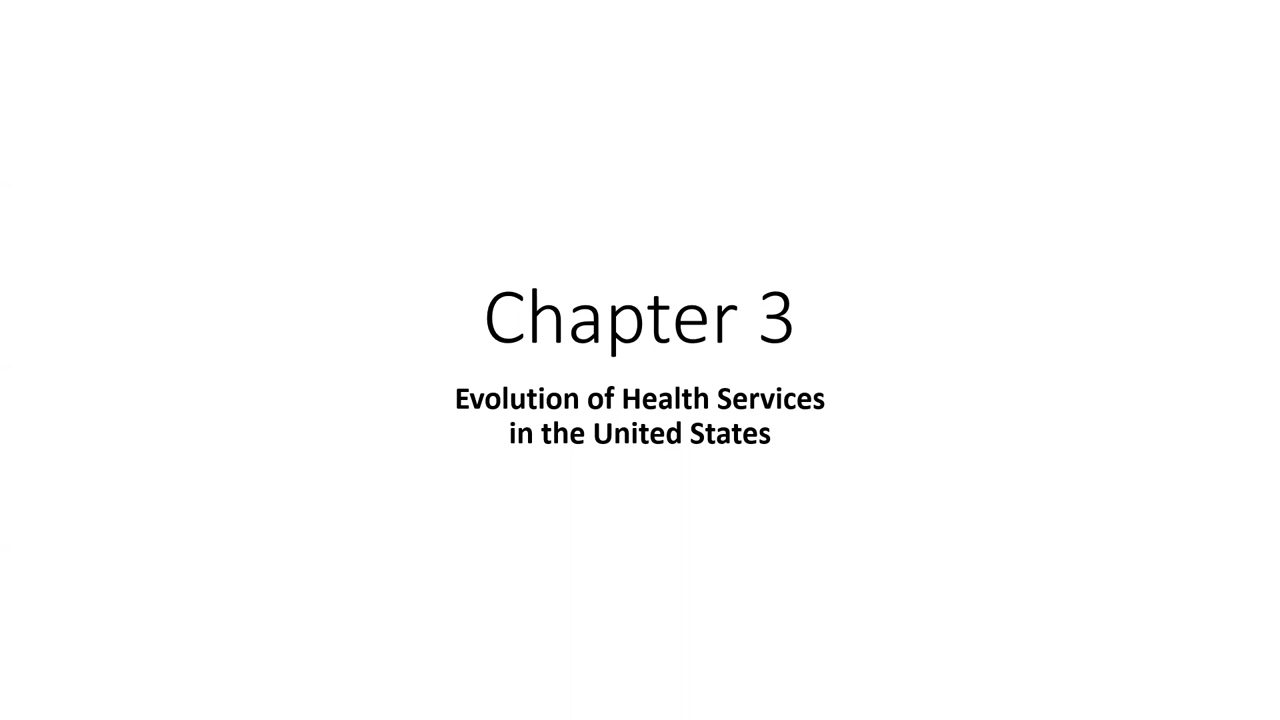 Chapter 3
Evolution of Health Services
in the United States